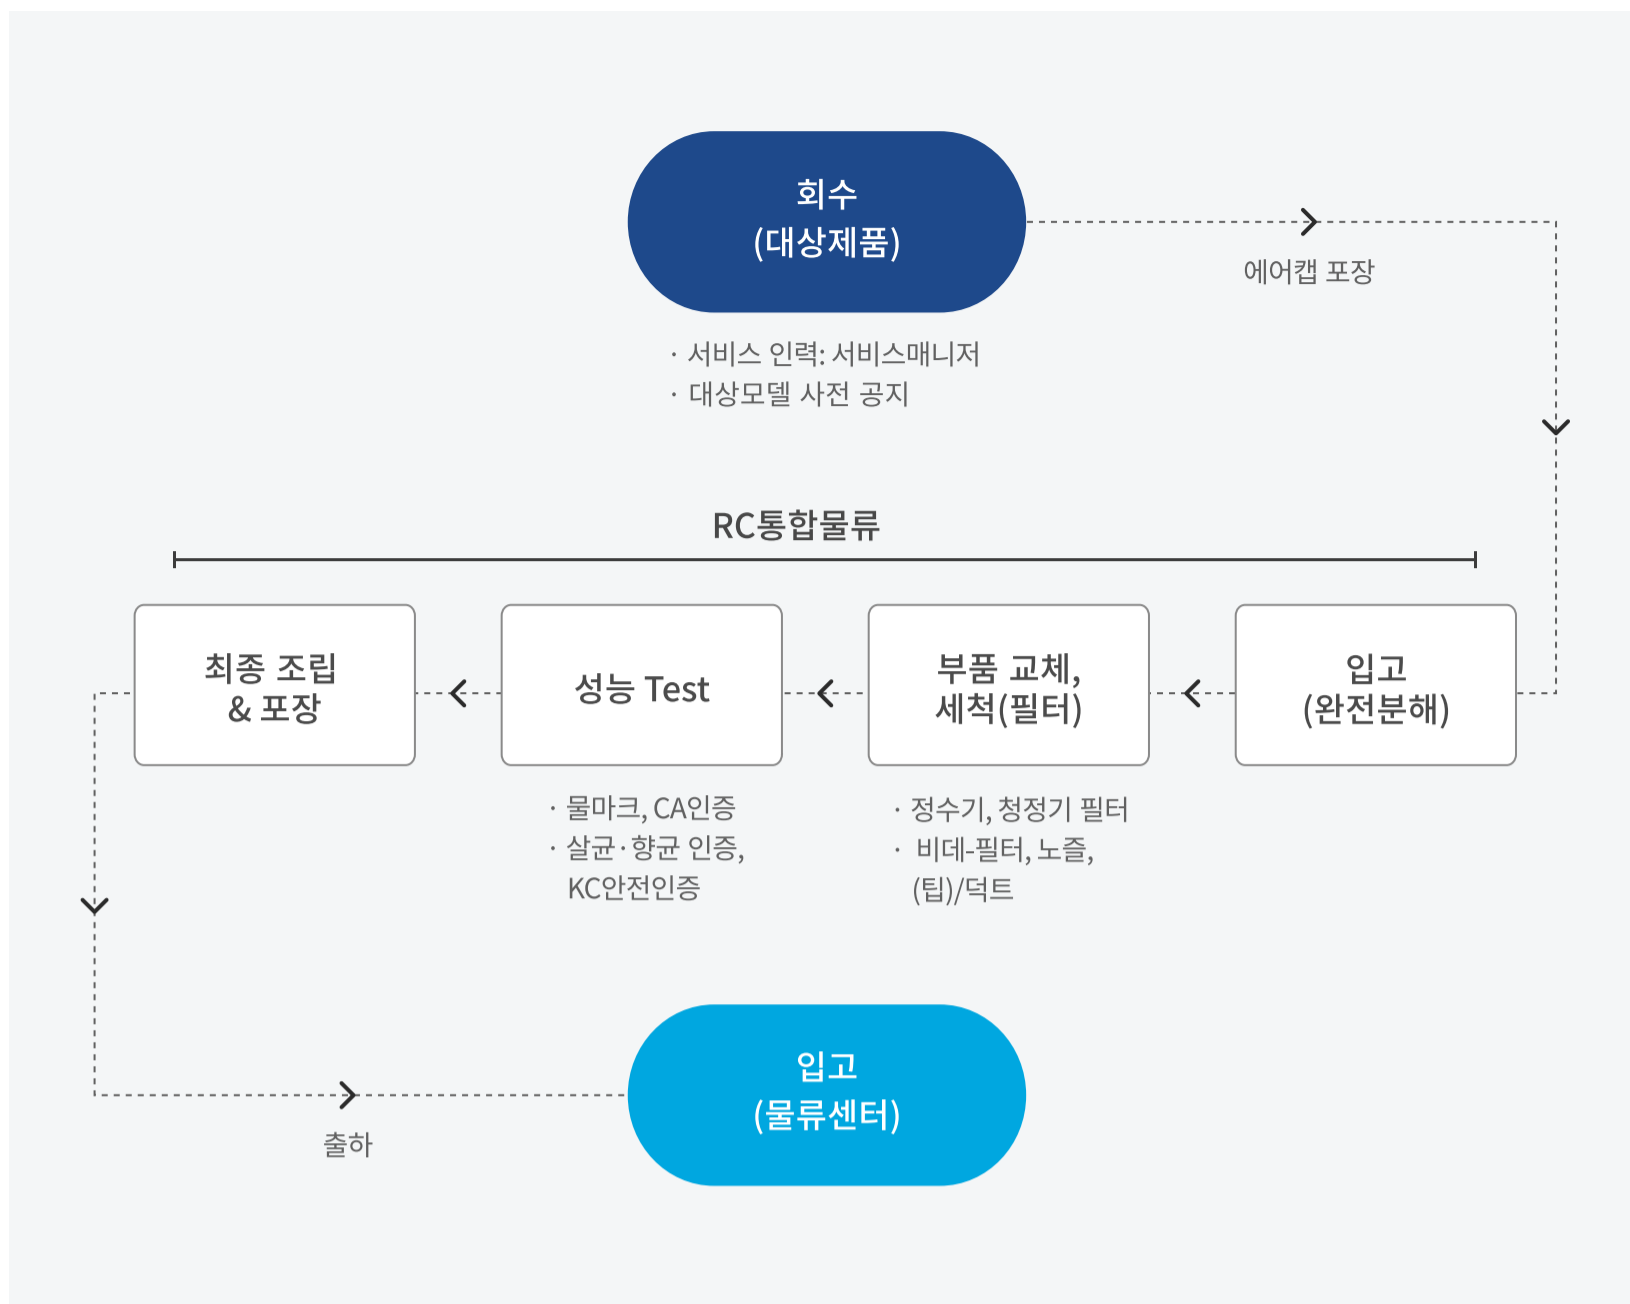 회수
(대상제품)
에어캡 포장
· 서비스 인력: 서비스매니저
· 대상모델 사전 공지
RC통합물류
최종 조립
& 포장
성능 Test
부품 교체,
세척(필터)
입고
(완전분해)
· 물마크, CA인증
· 살균·향균 인증,
KC안전인증
· 정수기, 청정기 필터
· 비데-필터, 노즐,
(팁)/덕트
출하
입고
(물류센터)